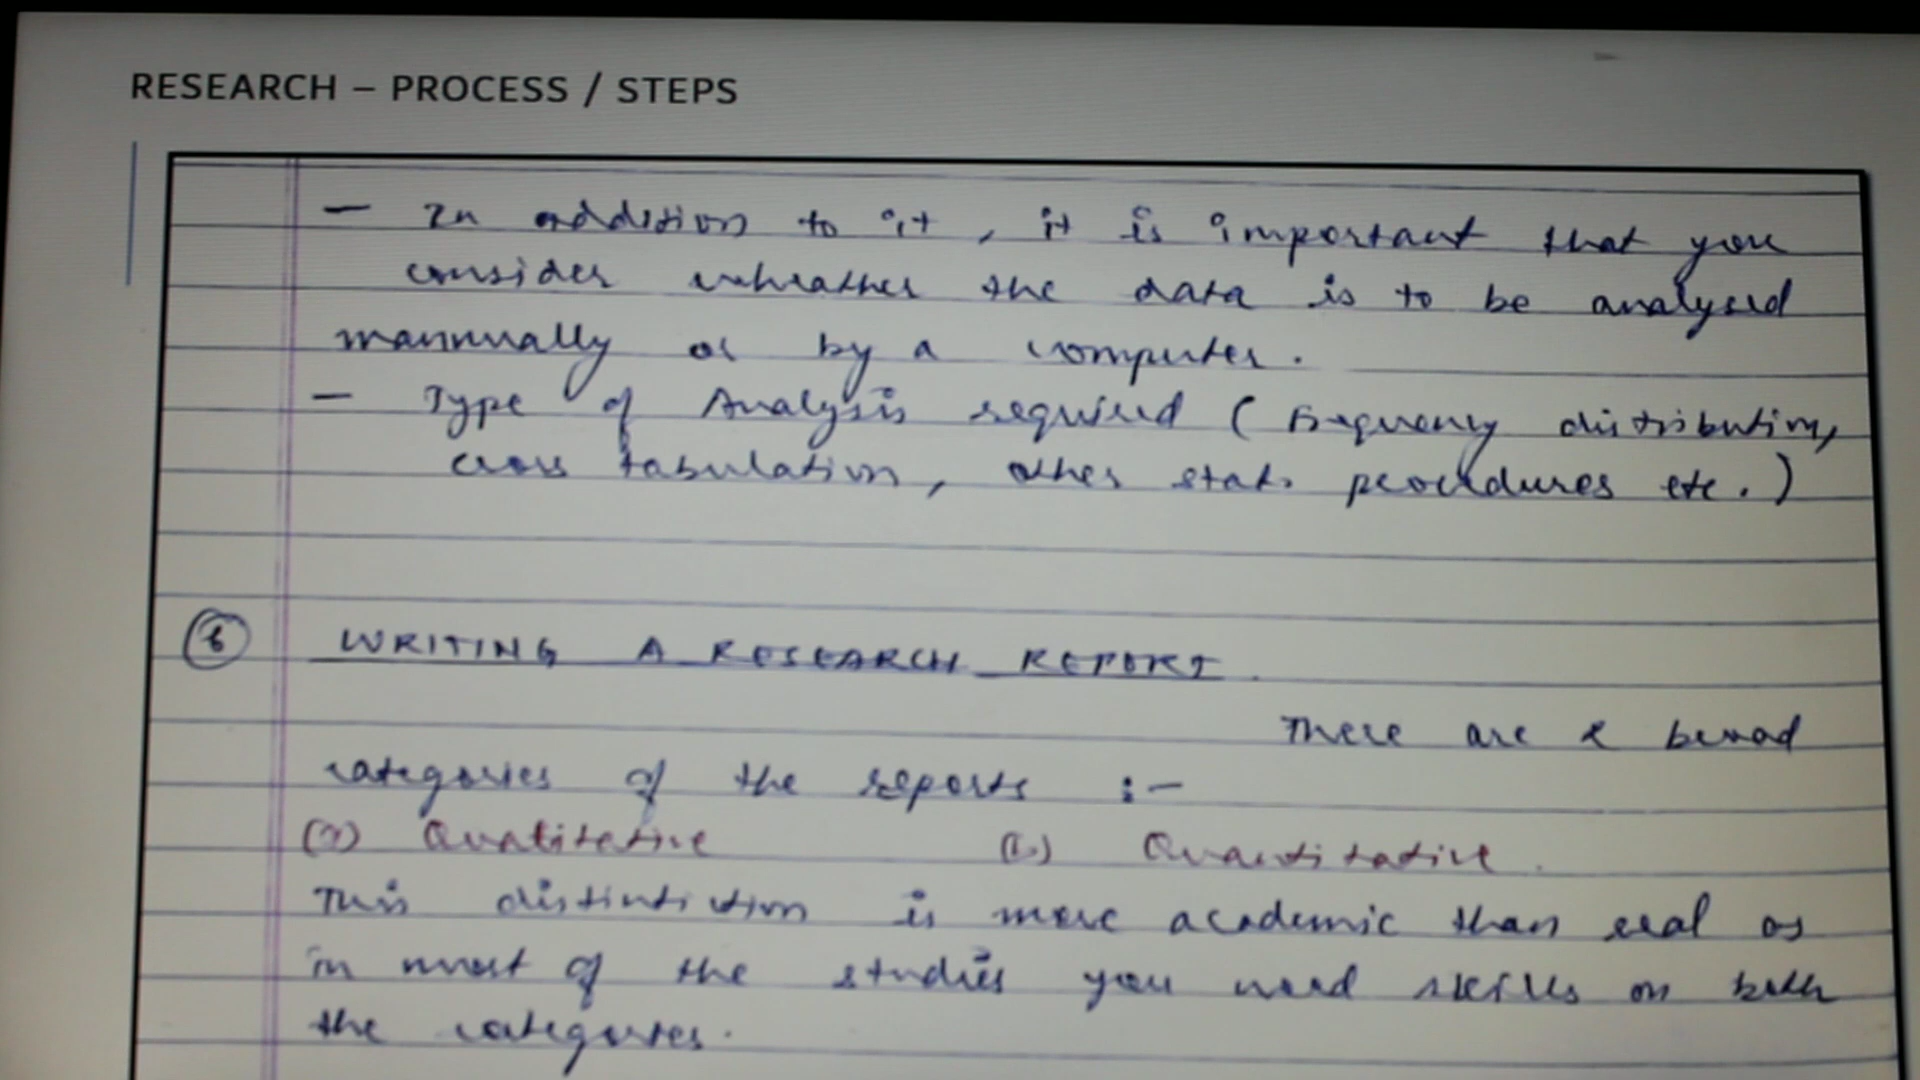 RESEARCH – PROCESS / STEPS
– In addition to it, it is important that you
consider wheather the data is to be analysed
mannually or by a computer.
– Type of Analysis required (Frequency distribution,
cross tabulation, other stat. procedures etc.)
WRITING A RESEARCH REPORT.
There are 2 broad
categories of the reports :–
(a) Qualitative (b) Quantitative.
This distintiction is more academic than real as
in most of the studies you need skills on both
the categories.